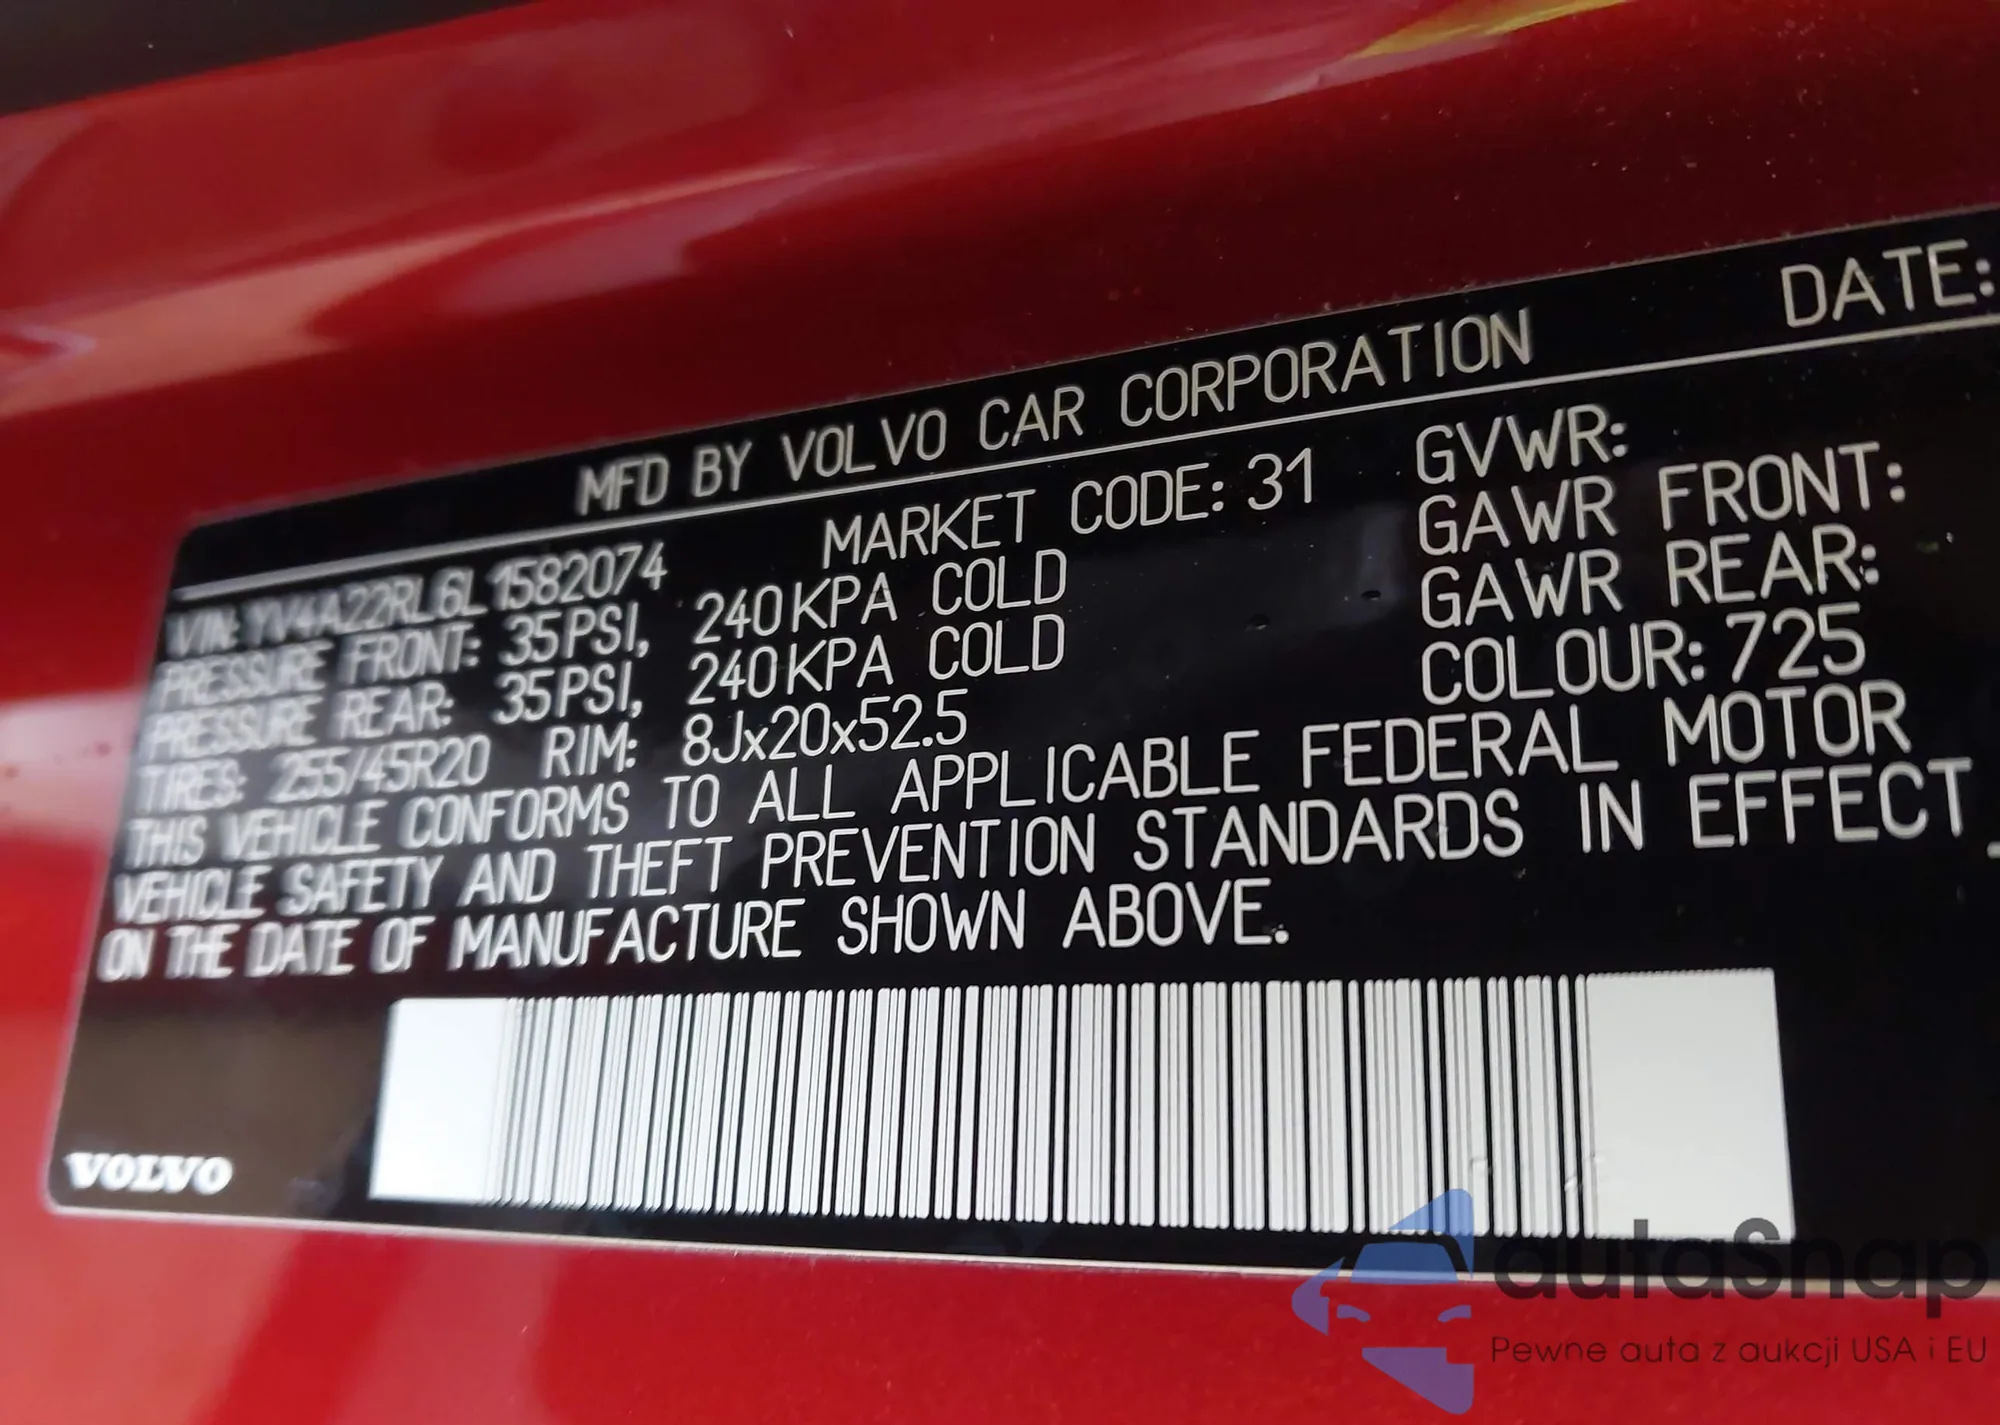 MFD BY VOLVO CAR CORPORATION DATE:
VIN: YV4A22RL6L1582074 MARKET CODE: 31 GVWR:
PRESSURE FRONT: 35PSI, 240KPA COLD GAWR FRONT:
PRESSURE REAR: 35PSI, 240KPA COLD GAWR REAR:
TIRES: 255/45R20 RIM: 8Jx20x52.5 COLOUR: 725
THIS VEHICLE CONFORMS TO ALL APPLICABLE FEDERAL MOTOR
VEHICLE SAFETY AND THEFT PREVENTION STANDARDS IN EFFECT
ON THE DATE OF MANUFACTURE SHOWN ABOVE.
VOLVO
autaSnap
Pewne auta z aukcji USA i EU